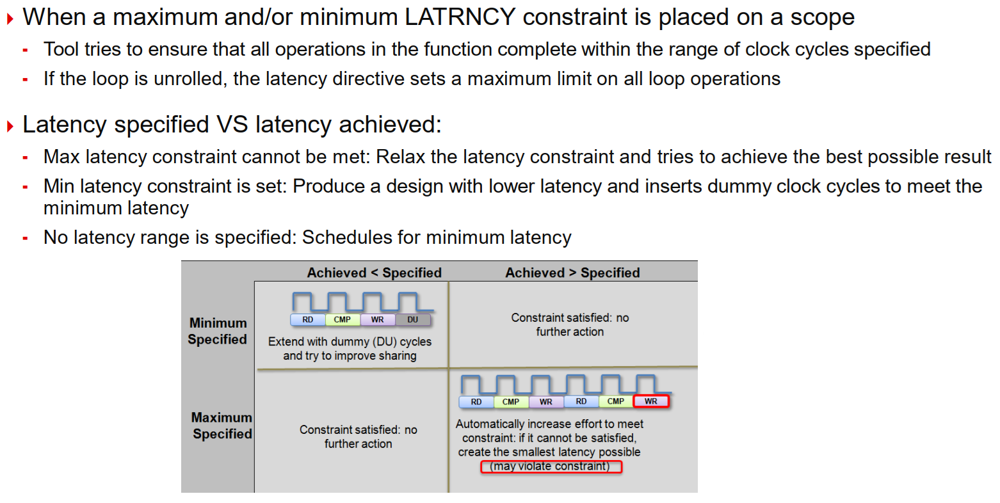 When a maximum and/or minimum LATRNCY constraint is placed on a scope
Tool tries to ensure that all operations in the function complete within the range of clock cycles specified
If the loop is unrolled, the latency directive sets a maximum limit on all loop operations
Latency specified VS latency achieved:
Max latency constraint cannot be met: Relax the latency constraint and tries to achieve the best possible result
Min latency constraint is set: Produce a design with lower latency and inserts dummy clock cycles to meet the
minimum latency
No latency range is specified: Schedules for minimum latency
Achieved < Specified
Achieved > Specified
Minimum
Specified
RD CMP WR DU
Extend with dummy (DU) cycles
and try to improve sharing
Constraint satisfied: no
further action
Maximum
Specified
Constraint satisfied: no
further action
RD CMP WR RD CMP WR
Automatically increase effort to meet
constraint: if it cannot be satisfied,
create the smallest latency possible
(may violate constraint)